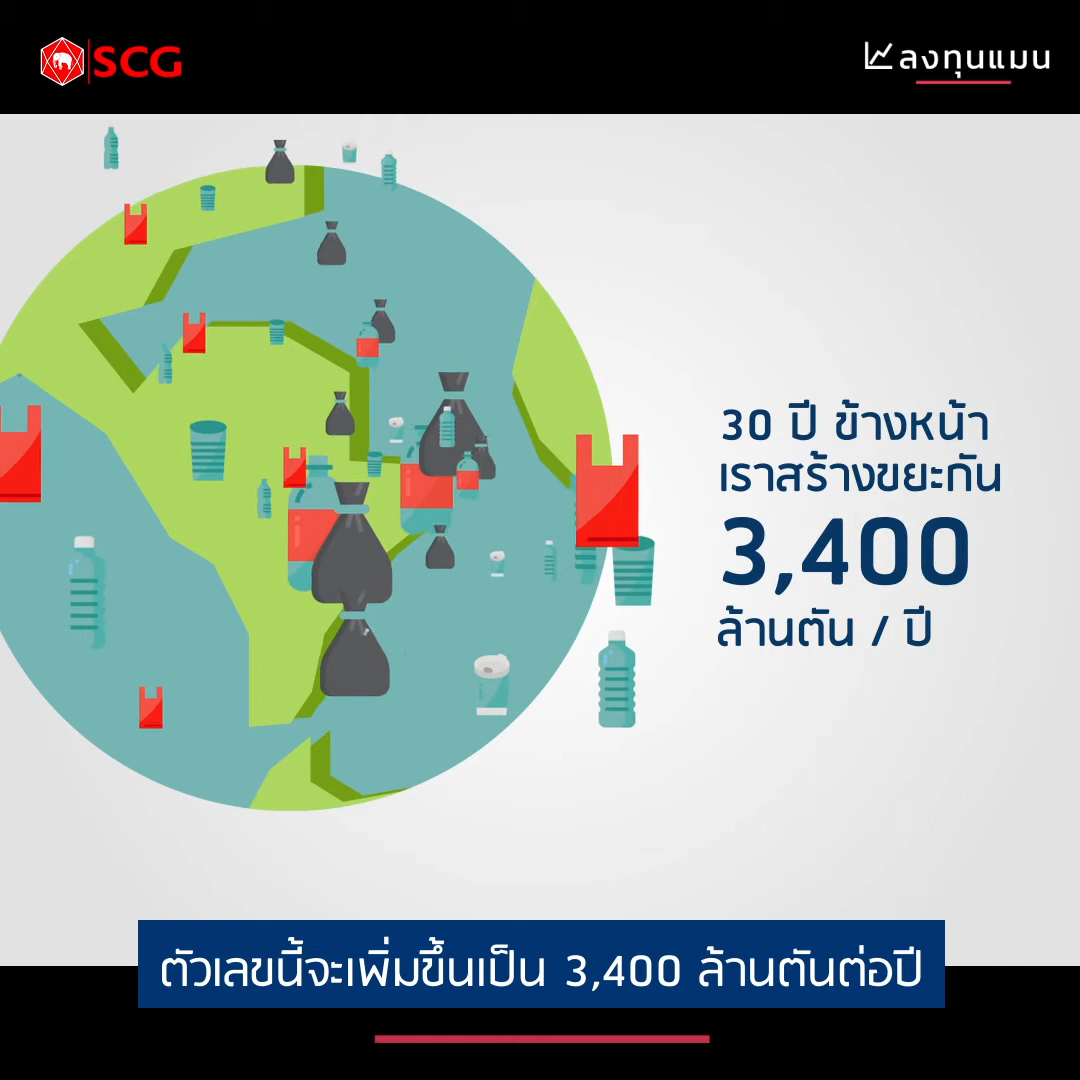 SCG
ลงทุนแมน
30 ปี ข้างหน้า
เราสร้างขยะกัน
3,400
ล้านตัน / ปี
ตัวเลขนี้จะเพิ่มขึ้นเป็น 3,400 ล้านตันต่อปี